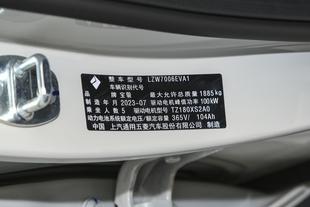 整车型号 LZW7006EVA1
车辆识别代号
品牌 宝骏 最大允许总质量 1885kg
制造年月 2023-07 驱动电机峰值功率 100kW
乘坐人数 5 驱动电机型号 TZ180XS2A0
动力电池系统额定电压/额定容量 365V/ 104Ah
中国 上汽通用五菱汽车股份有限公司 制造